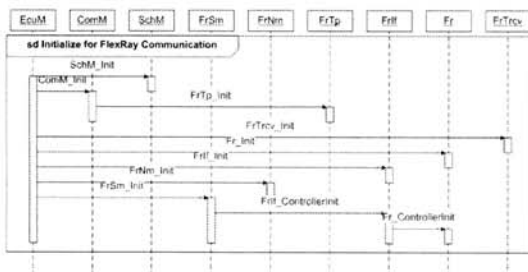 EcuM ComM SchM FrSm FrNm FrTp FrIf Fr FrTrcv
sd Initialize for FlexRay Communication
SchM_Init
ComM_Init
FrTp_Init
FrTrcv_Init
Fr_Init
FrIf_Init
FrNm_Init
FrSm_Init
FrIf_ControllerInit
Fr_ControllerInit